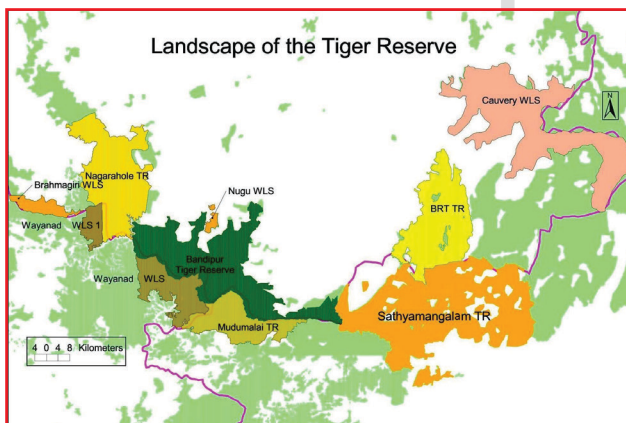 Landscape of the Tiger Reserve
Cauvery WLS
N
Nagarahole TR
Brahmagiri WLS
Nugu WLS
BRT TR
Wayanad WLS 1
Bandipur
Tiger Reserve
Wayanad WLS
Mudumalai TR
Sathyamangalam TR
4 0 4 8 Kilometers